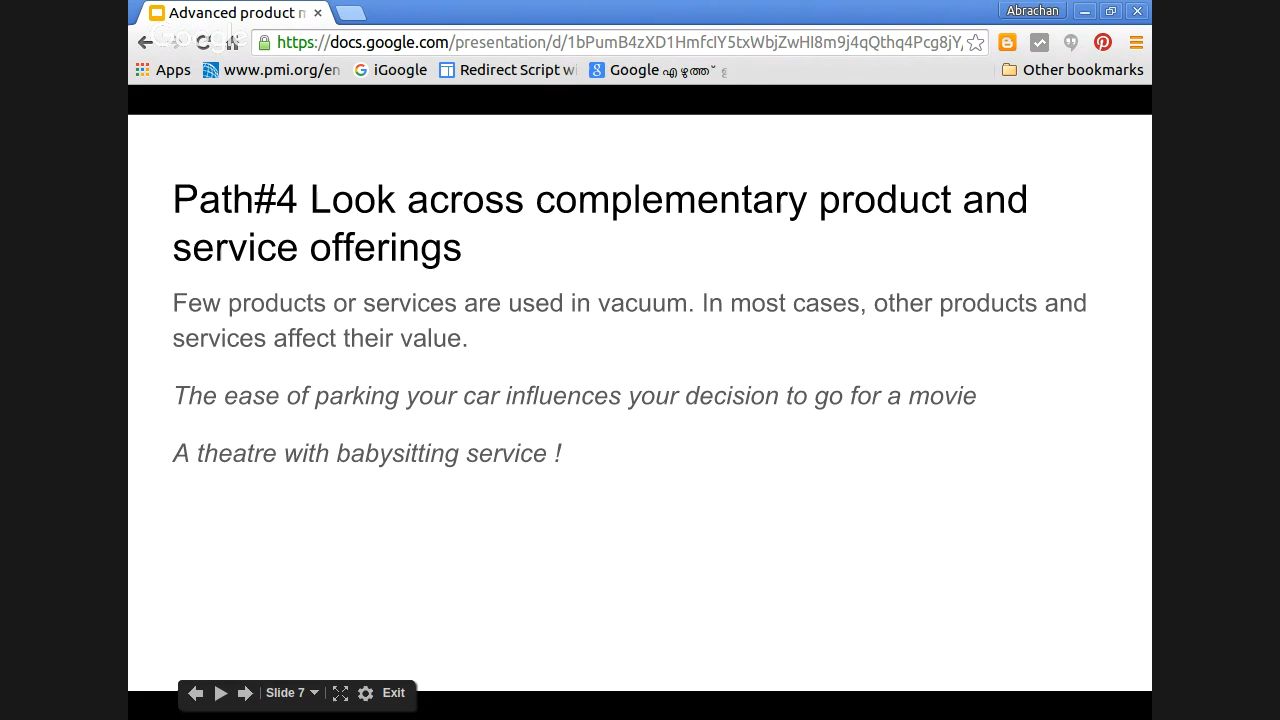 Advanced product n
Abrachan
https://docs.google.com/presentation/d/1bPumB4zXD1HmfclY5txWbjZwHI8m9j4qQthq4Pcg8jY/
Apps www.pmi.org/en iGoogle Redirect Script wi Google എഴുത്ത് Other bookmarks
Path#4 Look across complementary product and
service offerings
Few products or services are used in vacuum. In most cases, other products and
services affect their value.
The ease of parking your car influences your decision to go for a movie
A theatre with babysitting service !
Slide 7 Exit